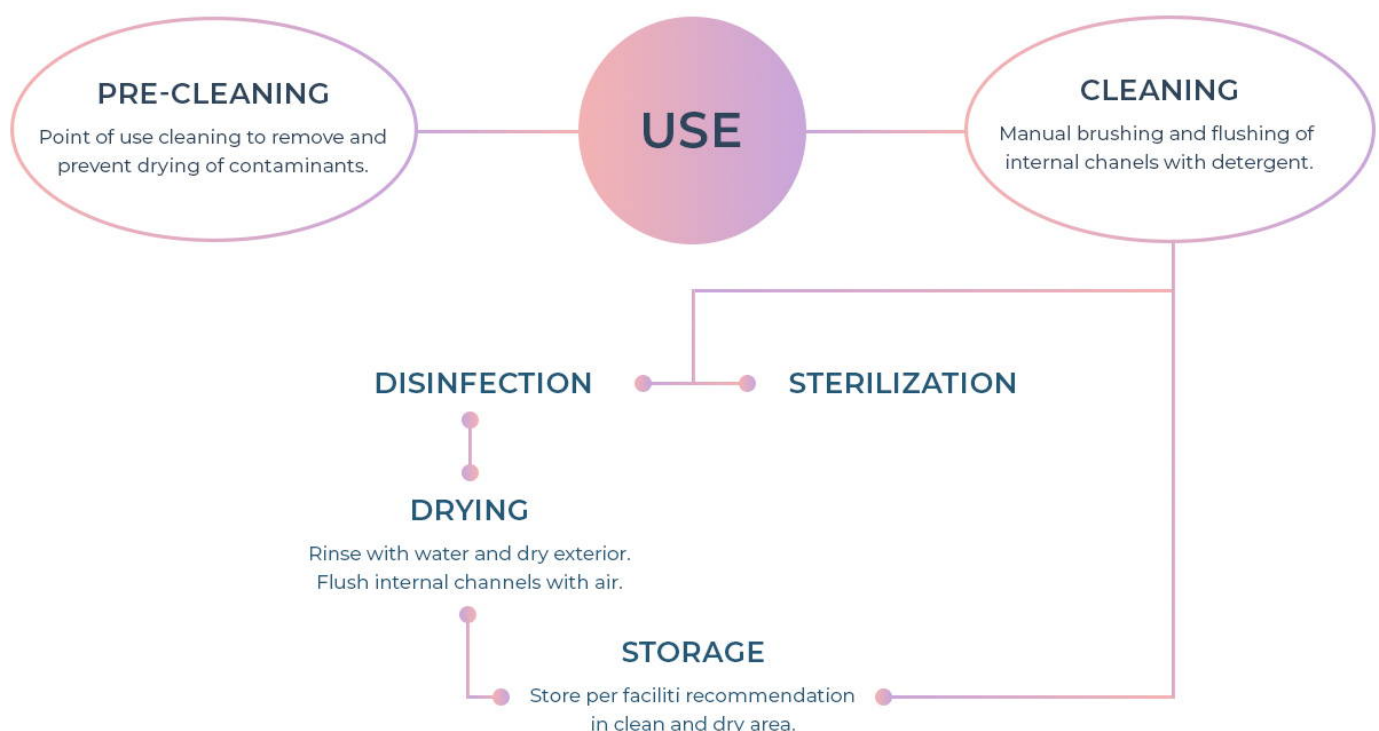 PRE-CLEANING
Point of use cleaning to remove and
prevent drying of contaminants.
USE
CLEANING
Manual brushing and flushing of
internal chanels with detergent.
DISINFECTION
STERILIZATION
DRYING
Rinse with water and dry exterior.
Flush internal channels with air.
STORAGE
Store per faciliti recommendation
in clean and dry area.